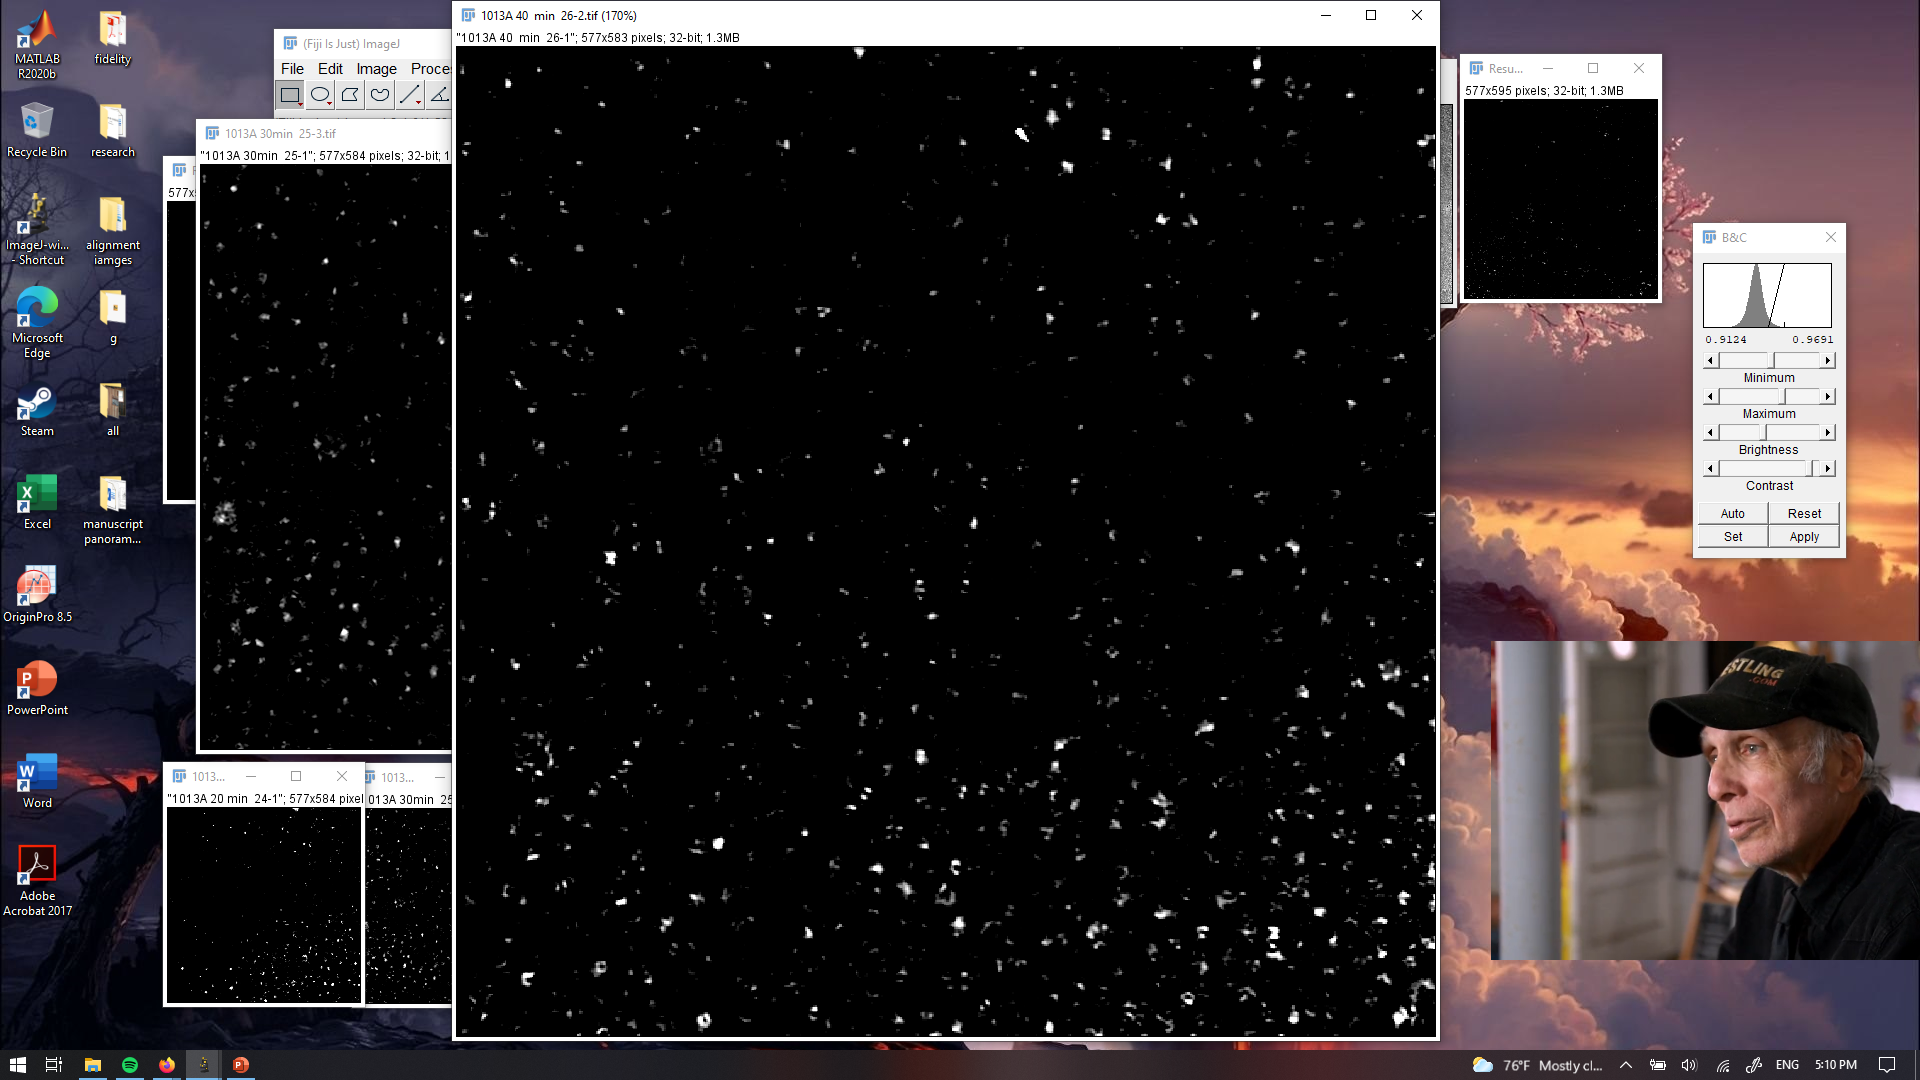 MATLAB
R2020b
fidelity
Recycle Bin
research
ImageJ-wi...
- Shortcut
alignment
iamges
Microsoft
Edge
g
Steam
all
Excel
manuscript
panoram...
OriginPro 8.5
PowerPoint
Word
Adobe
Acrobat 2017
(Fiji Is Just) ImageJ
File Edit Image Proces
1013A 30min 25-3.tif
"1013A 30min 25-1"; 577x584 pixels; 32-bit; 1
577x5
1013A 40 min 26-2.tif (170%)
"1013A 40 min 26-1"; 577x583 pixels; 32-bit; 1.3MB
1013...
"1013A 20 min 24-1"; 577x584 pixel
1013...
013A 30min 25
Resu...
577x595 pixels; 32-bit; 1.3MB
B&C
0.9124 0.9691
Minimum
Maximum
Brightness
Contrast
Auto Reset
Set Apply
ESTLING
.COM
76°F Mostly cl...
ENG
5:10 PM